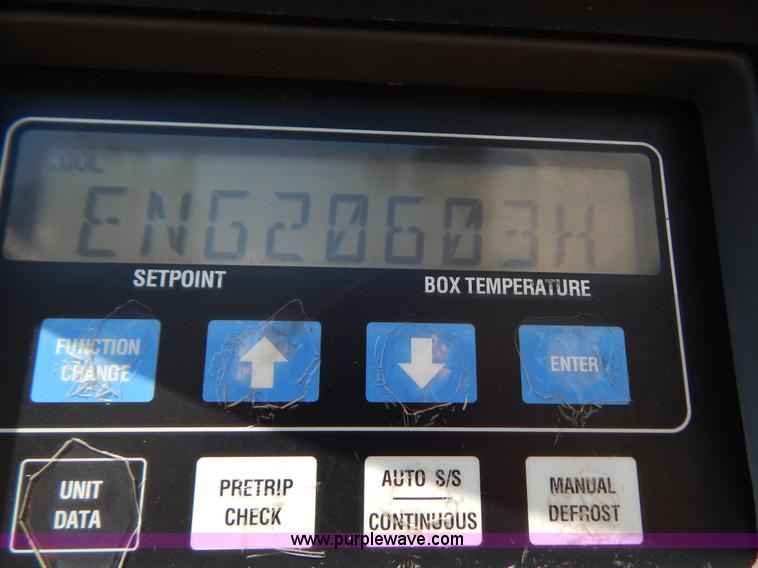 COOL
ENG20603H
SETPOINT BOX TEMPERATURE
FUNCTION
CHANGE
ENTER
UNIT
DATA
PRETRIP
CHECK
AUTO S/S
CONTINUOUS
MANUAL
DEFROST
www.purplewave.com